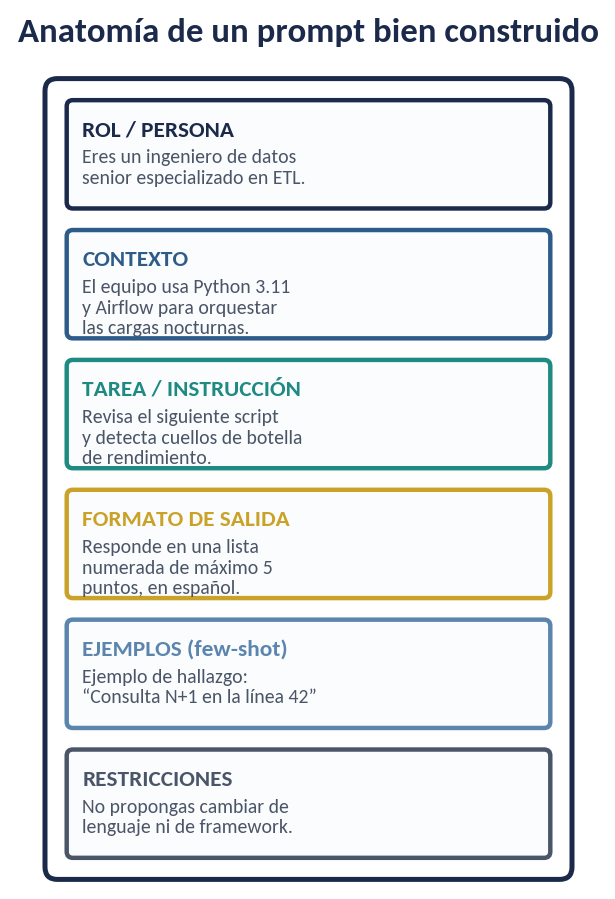 Anatomía de un prompt bien construido
ROL / PERSONA
Eres un ingeniero de datos
senior especializado en ETL.
CONTEXTO
El equipo usa Python 3.11
y Airflow para orquestar
las cargas nocturnas.
TAREA / INSTRUCCIÓN
Revisa el siguiente script
y detecta cuellos de botella
de rendimiento.
FORMATO DE SALIDA
Responde en una lista
numerada de máximo 5
puntos, en español.
EJEMPLOS (few-shot)
Ejemplo de hallazgo:
“Consulta N+1 en la línea 42”
RESTRICCIONES
No propongas cambiar de
lenguaje ni de framework.